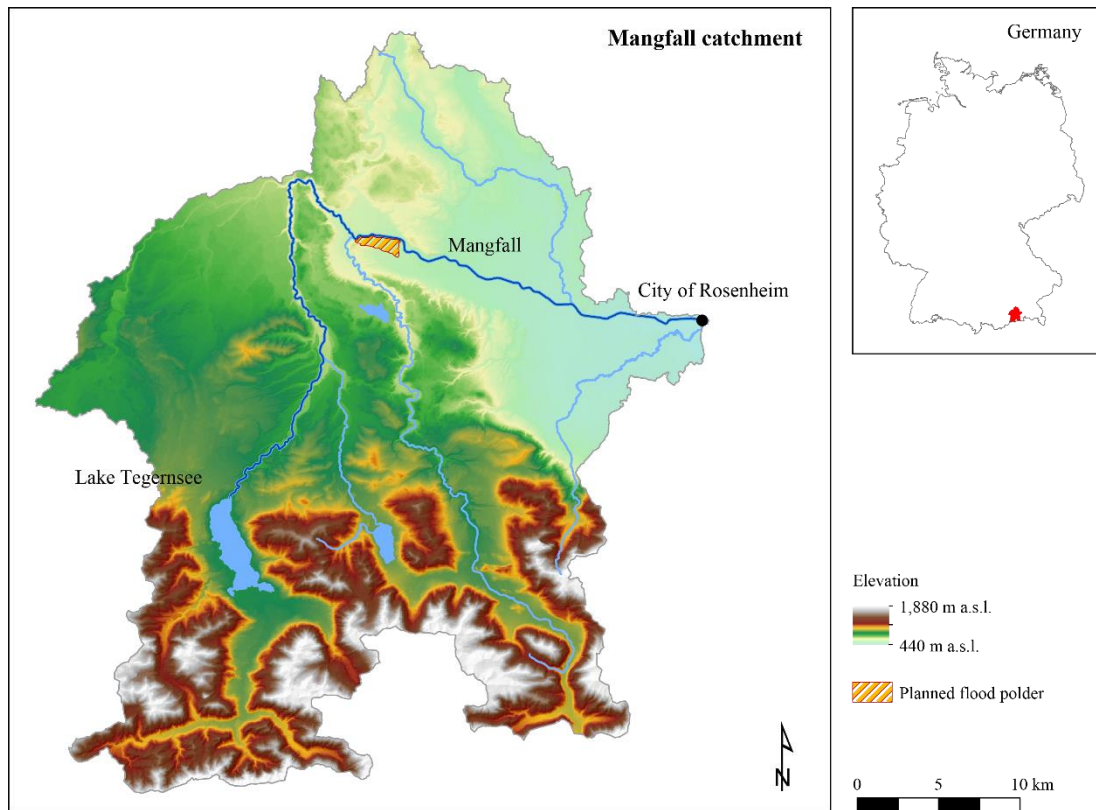 Mangfall catchment
Mangfall
City of Rosenheim
Lake Tegernsee
N
Germany
Elevation
1,880 m a.s.l.
440 m a.s.l.
Planned flood polder
0 5 10 km